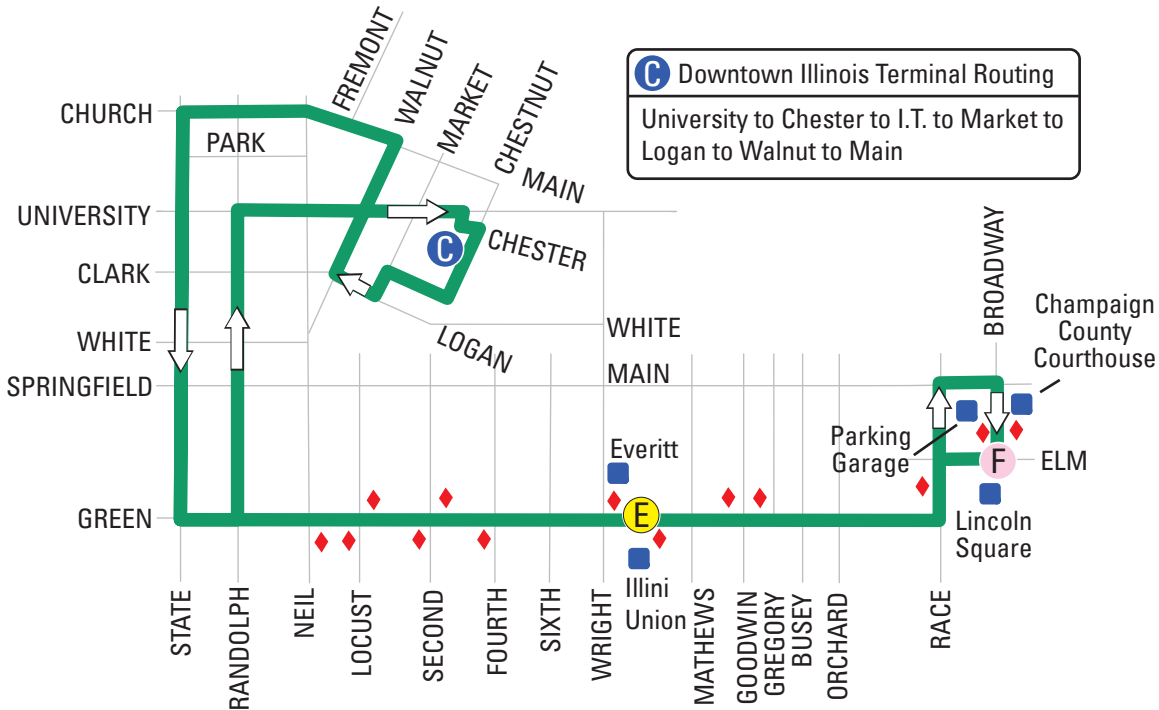 FREMONT
WALNUT
MARKET
CHESTNUT
C Downtown Illinois Terminal Routing
University to Chester to I.T. to Market to
Logan to Walnut to Main
CHURCH
PARK
MAIN
UNIVERSITY
C
CHESTER
CLARK
BROADWAY
Champaign
County
Courthouse
WHITE
LOGAN
WHITE
SPRINGFIELD
MAIN
Everitt
Parking
Garage
F
ELM
GREEN
E
Lincoln
Square
Illini
Union
STATE
RANDOLPH
NEIL
LOCUST
SECOND
FOURTH
SIXTH
WRIGHT
MATHEWS
GOODWIN
GREGORY
BUSEY
ORCHARD
RACE